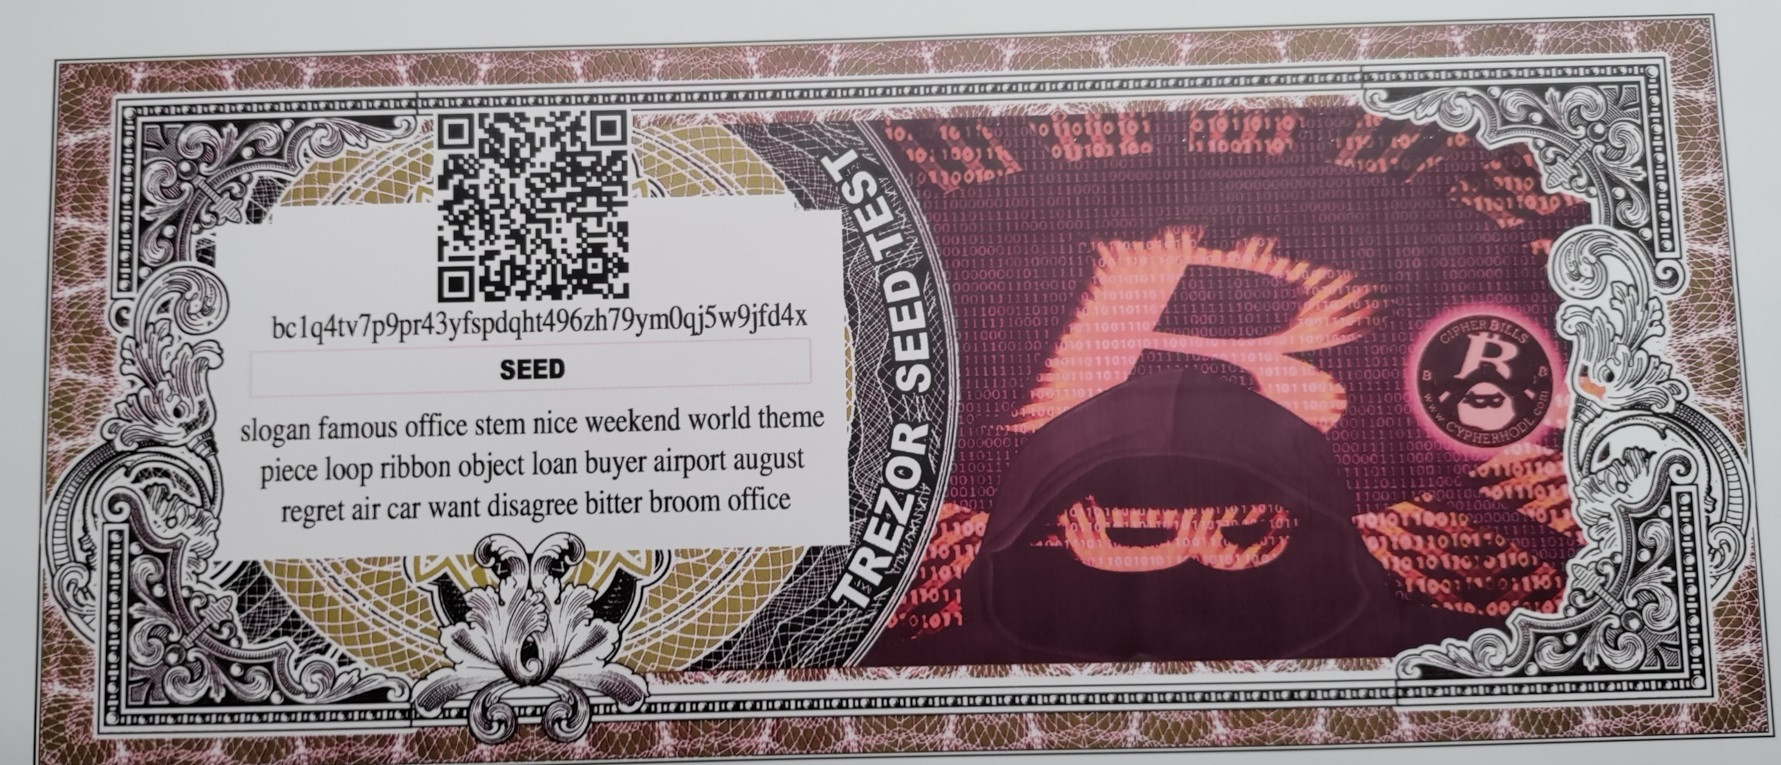 bc1q4tv7p9pr43yfspdqht496zh79ym0qj5w9jfd4x
SEED
slogan famous office stem nice weekend world theme
piece loop ribbon object loan buyer airport august
regret air car want disagree bitter broom office
TREZOR SEED TEST
CIPHER BILLS
B B
www.CYPHERHODL.com